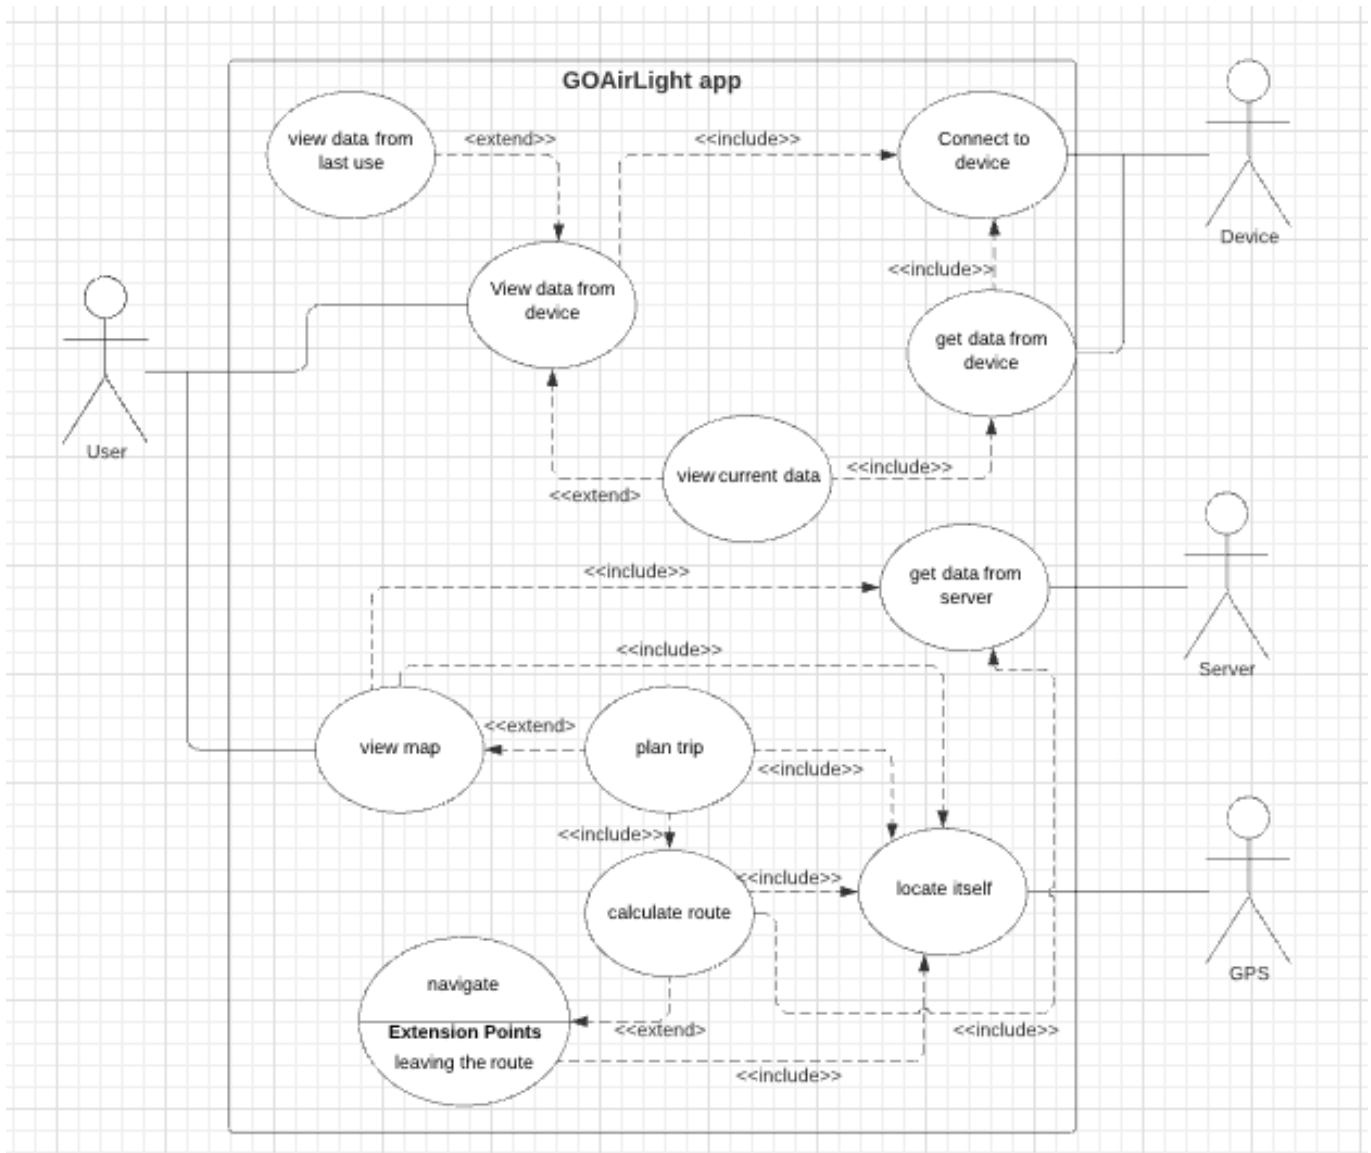 GOAirLight app
view data from
last use
<extend>>
<<include>>
Connect to
device
Device
<<include>>
View data from
device
get data from
device
User
view current data
<<include>>
<<extend>
<<include>>
get data from
server
Server
<<include>>
view map
<<extend>
plan trip
<<include>>
<<include>>
<<include>>
locate itself
calculate route
GPS
navigate
Extension Points
leaving the route
<<extend>
<<include>>
<<include>>